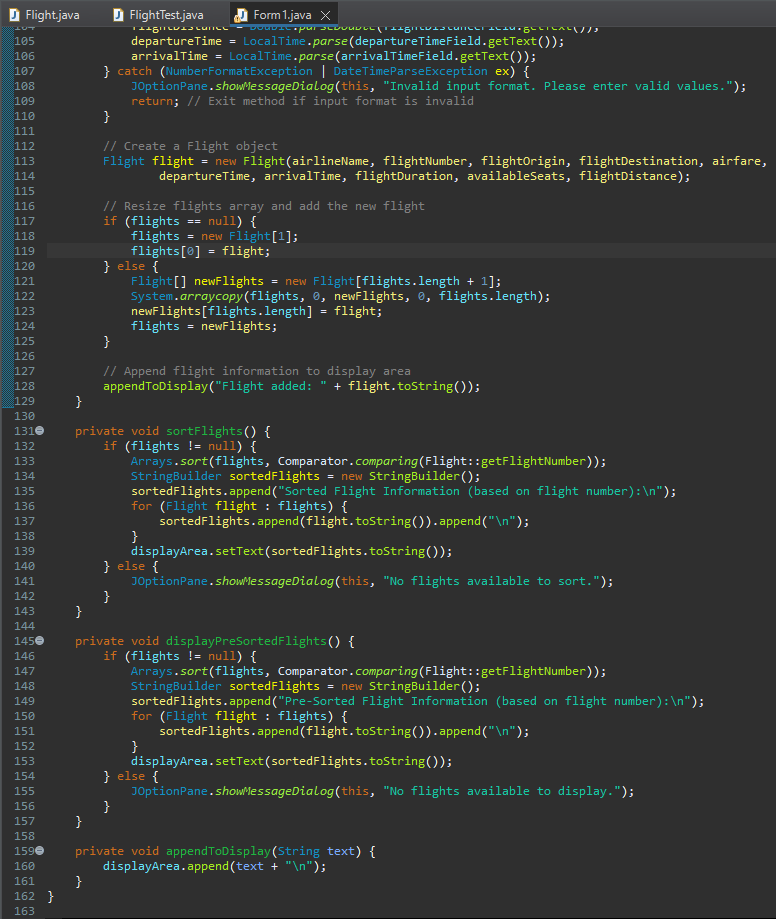 Flight.java FlightTest.java Form1.java
104 flightDistance = Double.parseDouble(flightDistanceField.getText());
105 departureTime = LocalTime.parse(departureTimeField.getText());
106 arrivalTime = LocalTime.parse(arrivalTimeField.getText());
107 } catch (NumberFormatException | DateTimeParseException ex) {
108 JOptionPane.showMessageDialog(this, "Invalid input format. Please enter valid values.");
109 return; // Exit method if input format is invalid
110 }
111
112 // Create a Flight object
113 Flight flight = new Flight(airlineName, flightNumber, flightOrigin, flightDestination, airfare,
114 departureTime, arrivalTime, flightDuration, availableSeats, flightDistance);
115
116 // Resize flights array and add the new flight
117 if (flights == null) {
118 flights = new Flight[1];
119 flights[0] = flight;
120 } else {
121 Flight[] newFlights = new Flight[flights.length + 1];
122 System.arraycopy(flights, 0, newFlights, 0, flights.length);
123 newFlights[flights.length] = flight;
124 flights = newFlights;
125 }
126
127 // Append flight information to display area
128 appendToDisplay("Flight added: " + flight.toString());
129 }
130
131 private void sortFlights() {
132 if (flights != null) {
133 Arrays.sort(flights, Comparator.comparing(Flight::getFlightNumber));
134 StringBuilder sortedFlights = new StringBuilder();
135 sortedFlights.append("Sorted Flight Information (based on flight number):\n");
136 for (Flight flight : flights) {
137 sortedFlights.append(flight.toString()).append("\n");
138 }
139 displayArea.setText(sortedFlights.toString());
140 } else {
141 JOptionPane.showMessageDialog(this, "No flights available to sort.");
142 }
143 }
144
145 private void displayPreSortedFlights() {
146 if (flights != null) {
147 Arrays.sort(flights, Comparator.comparing(Flight::getFlightNumber));
148 StringBuilder sortedFlights = new StringBuilder();
149 sortedFlights.append("Pre-Sorted Flight Information (based on flight number):\n");
150 for (Flight flight : flights) {
151 sortedFlights.append(flight.toString()).append("\n");
152 }
153 displayArea.setText(sortedFlights.toString());
154 } else {
155 JOptionPane.showMessageDialog(this, "No flights available to display.");
156 }
157 }
158
159 private void appendToDisplay(String text) {
160 displayArea.append(text + "\n");
161 }
162 }
163